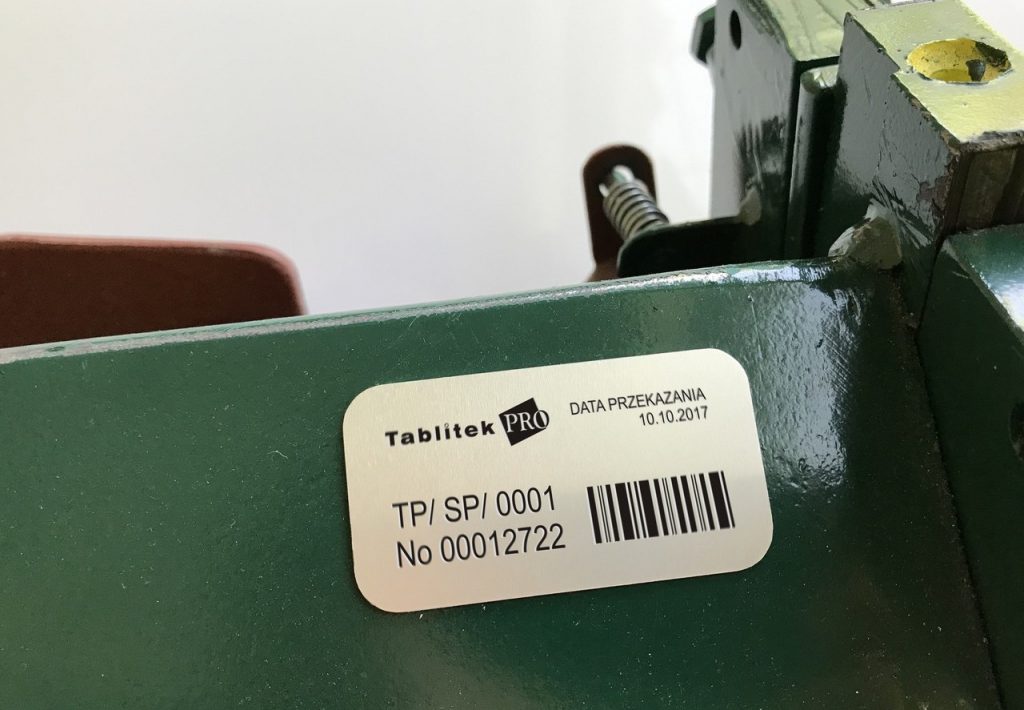 Tablitek PRO
DATA PRZEKAZANIA
10.10.2017
TP/ SP/ 0001
No 00012722